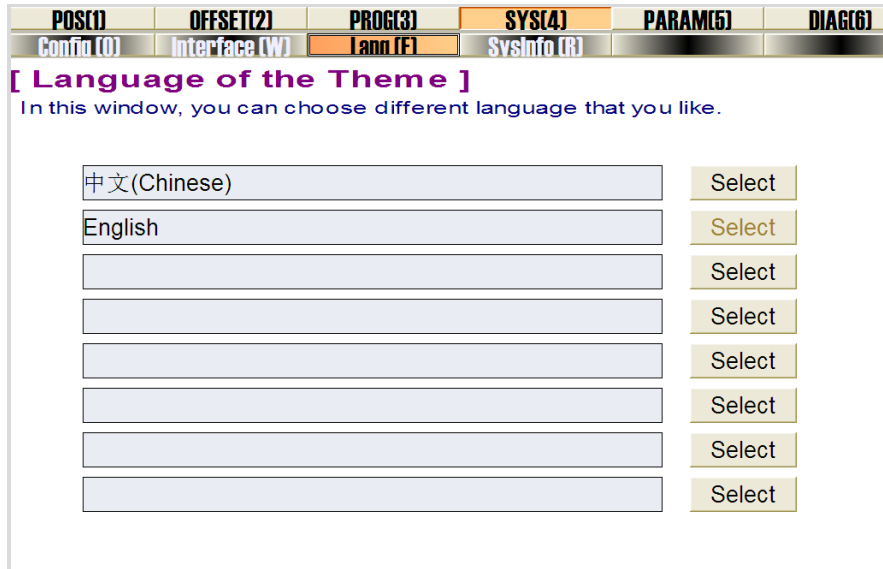 POS(1) OFFSET(2) PROG(3) SYS(4) PARAM(5) DIAG(6)
Config (Q) Interface (W) Lang (E) SysInfo (R)
[ Language of the Theme ]
In this window, you can choose different language that you like.
中文(Chinese) Select
English Select
Select
Select
Select
Select
Select
Select